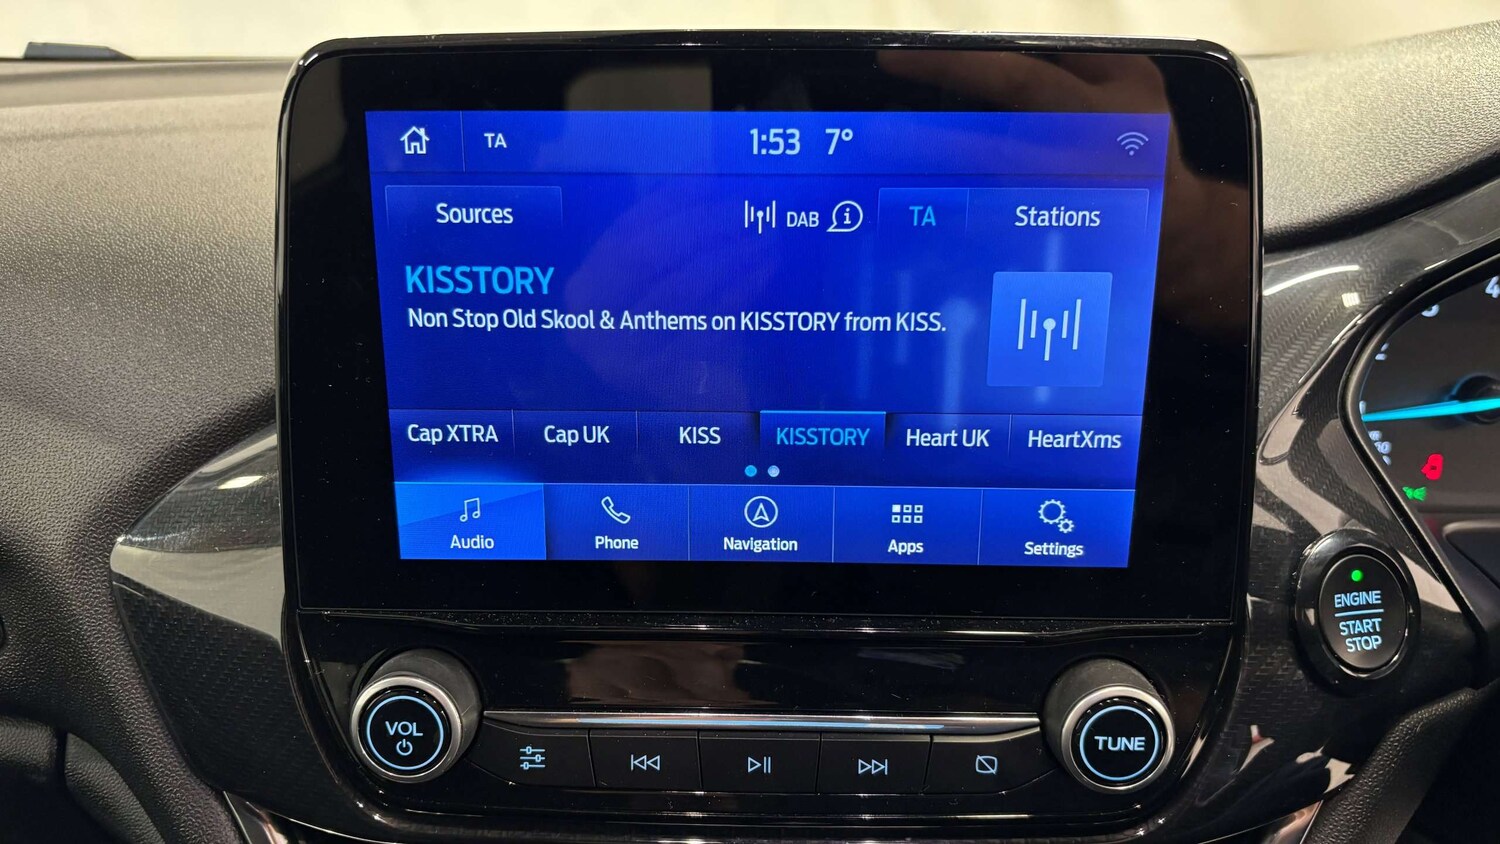 TA 1:53 7°
Sources DAB TA Stations
KISSTORY
Non Stop Old Skool & Anthems on KISSTORY from KISS.
Cap XTRA Cap UK KISS KISSTORY Heart UK HeartXms
Audio Phone Navigation Apps Settings
ENGINE
START
STOP
VOL
TUNE